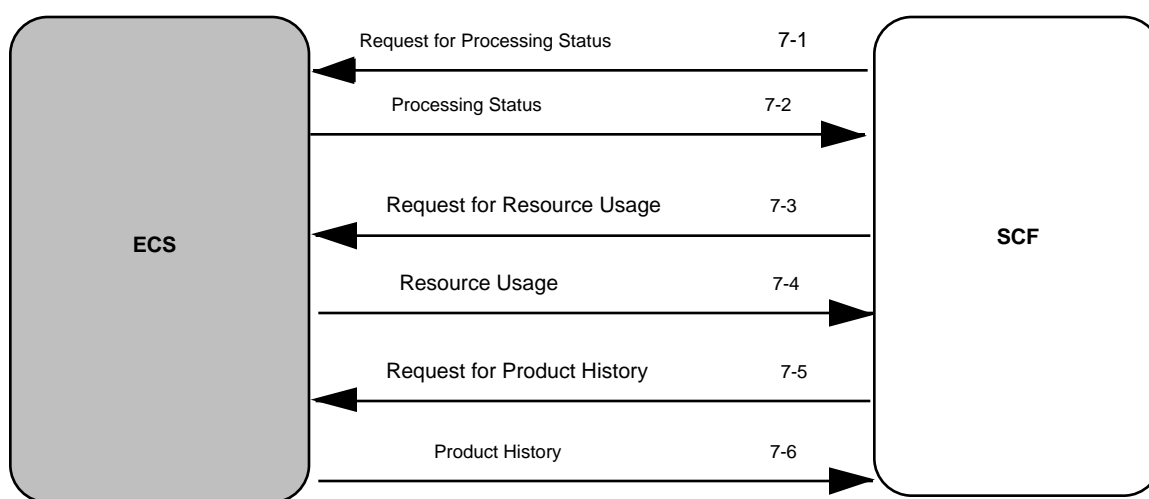 Request for Processing Status 7-1
Processing Status 7-2
Request for Resource Usage 7-3
ECS
SCF
Resource Usage 7-4
Request for Product History 7-5
Product History 7-6